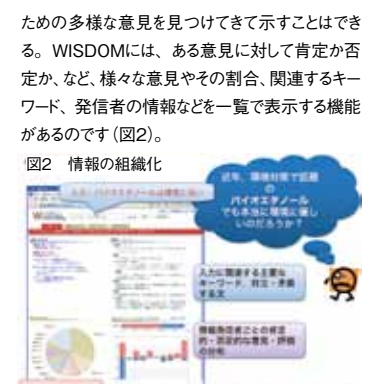 ための多様な意見を見つけてきて示すことはでき
る。WISDOMには、ある意見に対して肯定か否
定か、など、様々な意見やその割合、関連するキー
ワード、発信者の情報などを一覧で表示する機能
があるのです（図2）。
図2　情報の組織化
近年、環境対策で話題
の
バイオエタノール
でも本当に環境に優し
いのだろうか？
入力に関連する主要な
キーワード、対立・矛盾
する文
情報発信者ごとの肯定
的・否定的な意見・評価
の分析